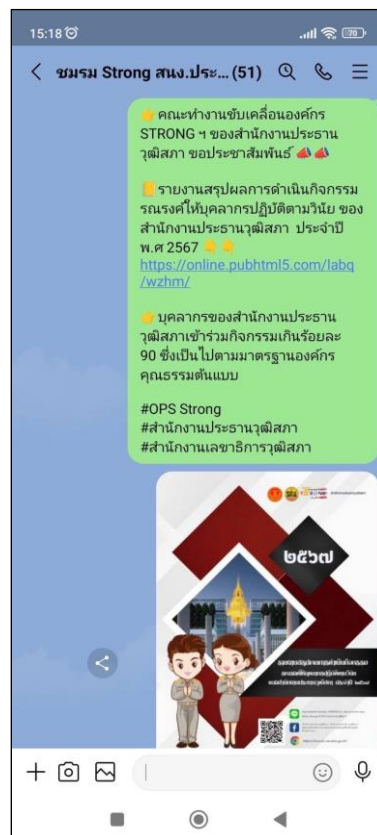 15:18
70
ชมรม Strong สนง.ประ... (51)
คณะทำงานขับเคลื่อนองค์กร
STRONG ฯ ของสำนักงานประธาน
วุฒิสภา ขอประชาสัมพันธ์
รายงานสรุปผลการดำเนินกิจกรรม
รณรงค์ให้บุคลากรปฏิบัติตามวินัย ของ
สำนักงานประธานวุฒิสภา ประจำปี
พ.ศ 2567
https://online.pubhtml5.com/labq
/wzhm/
บุคลากรของสำนักงานประธาน
วุฒิสภาเข้าร่วมกิจกรรมเกินร้อยละ
90 ซึ่งเป็นไปตามมาตรฐานองค์กร
คุณธรรมต้นแบบ
#OPS Strong
#สำนักงานประธานวุฒิสภา
#สำนักงานเลขาธิการวุฒิสภา
๒๕๖๗